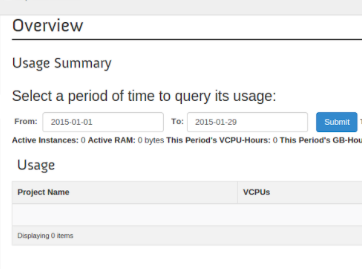 Overview
Usage Summary
Select a period of time to query its usage:
From: 2015-01-01 To: 2015-01-29 Submit
Active Instances: 0 Active RAM: 0 bytes This Period's VCPU-Hours: 0 This Period's GB-Hou
Usage
Project Name VCPUs
Displaying 0 items